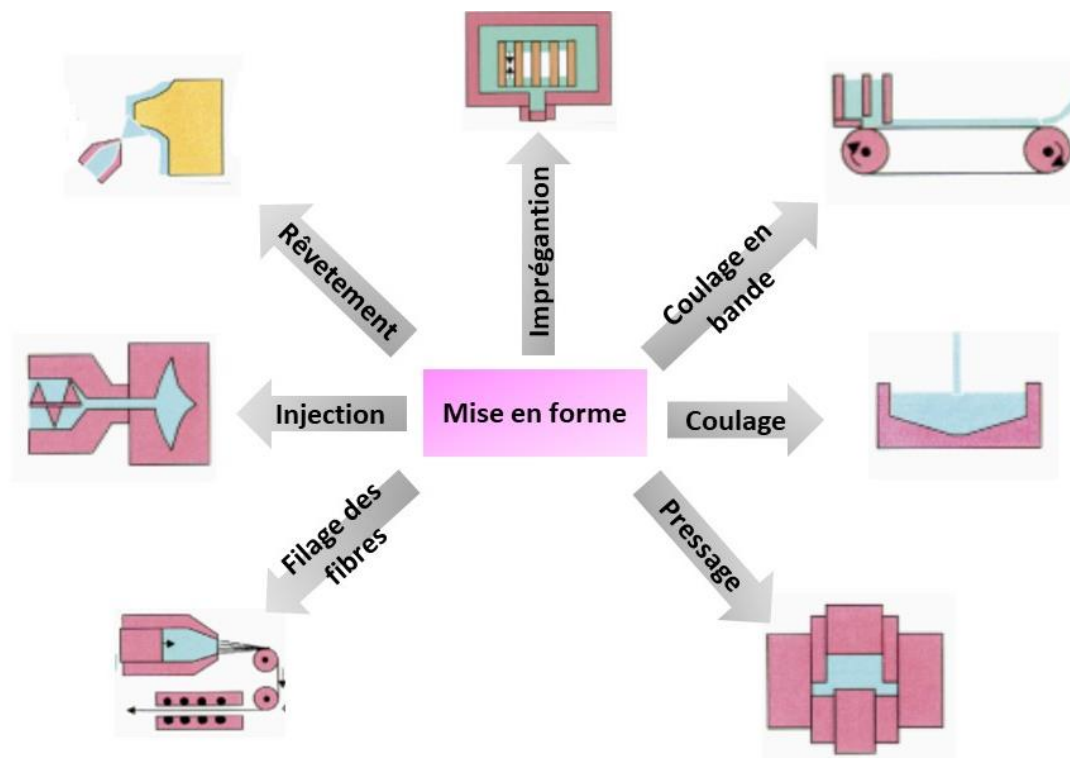 Imprégantion
Rêvetement
Coulage en
bande
Injection
Mise en forme
Coulage
Filage des
fibres
Pressage